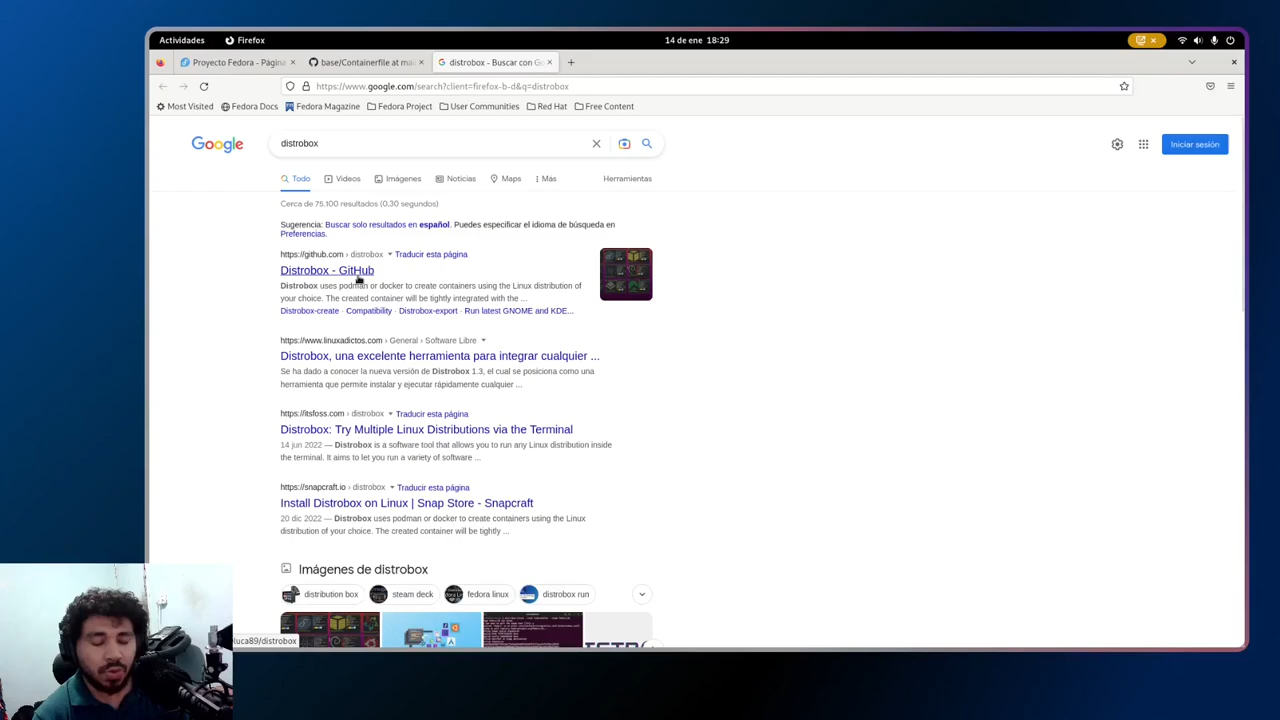 Actividades
Firefox
14 de ene 18:29
Proyecto Fedora - Página
base/Containerfile at mai
distrobox - Buscar con Go
https://www.google.com/search?client=firefox-b-d&q=distrobox
Most Visited
Fedora Docs
Fedora Magazine
Fedora Project
User Communities
Red Hat
Free Content
Google
distrobox
Iniciar sesión
Todo
Videos
Imágenes
Noticias
Maps
Más
Herramientas
Cerca de 75.100 resultados (0,30 segundos)
Sugerencia: Buscar solo resultados en español. Puedes especificar el idioma de búsqueda en
Preferencias.
https://github.com › distrobox
Traducir esta página
Distrobox - GitHub
Distrobox uses podman or docker to create containers using the Linux distribution of
your choice. The created container will be tightly integrated with the ...
Distrobox-create · Compatibility · Distrobox-export · Run latest GNOME and KDE...
https://www.linuxadictos.com › General › Software Libre
Distrobox, una excelente herramienta para integrar cualquier ...
Se ha dado a conocer la nueva versión de Distrobox 1.3, el cual se posiciona como una
herramienta que permite instalar y ejecutar rápidamente cualquier ...
https://itsfoss.com › distrobox
Traducir esta página
Distrobox: Try Multiple Linux Distributions via the Terminal
14 jun 2022 — Distrobox is a software tool that allows you to run any Linux distribution inside
the terminal. It aims to let you run a variety of software ...
https://snapcraft.io › distrobox
Traducir esta página
Install Distrobox on Linux | Snap Store - Snapcraft
20 dic 2022 — Distrobox uses podman or docker to create containers using the Linux
distribution of your choice. The created container will be tightly ...
Imágenes de distrobox
distribution box
steam deck
fedora linux
distrobox run
luca89/distrobox